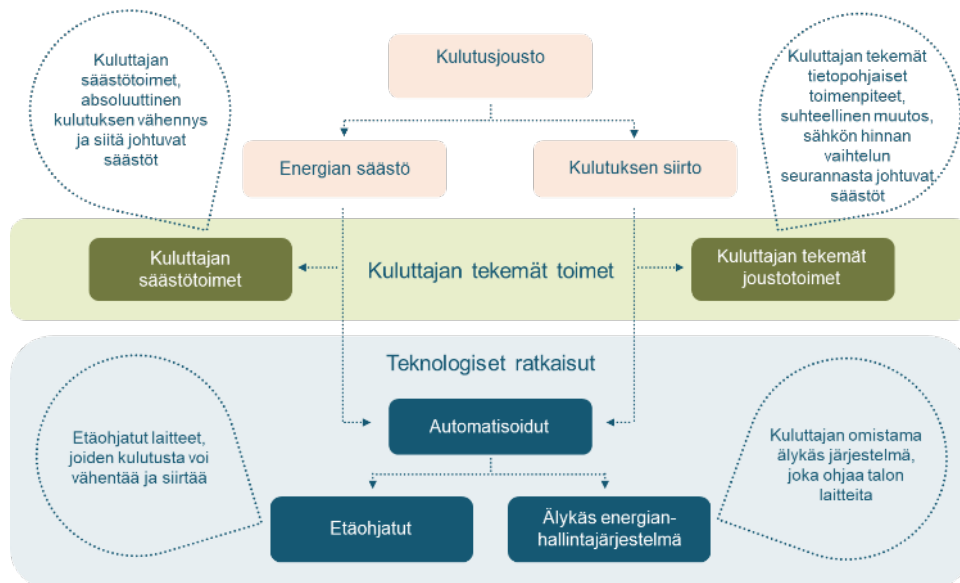 Kulutusjousto
Kuluttajan
säästötoimet,
absoluuttinen
kulutuksen vähennys
ja siitä johtuvat
säästöt
Kuluttajan tekemät
tietopohjaiset
toimenpiteet,
suhteellinen muutos,
sähkön hinnan
vaihtelun
seurannasta johtuvat
säästöt
Energian säästö
Kulutuksen siirto
Kuluttajan
säästötoimet
Kuluttajan tekemät toimet
Kuluttajan tekemät
joustotoimet
Teknologiset ratkaisut
Automatisoidut
Etäohjatut laitteet,
joiden kulutusta voi
vähentää ja siirtää
Kuluttajan omistama
älykäs järjestelmä,
joka ohjaa talon
laitteita
Etäohjatut
Älykäs energian-
hallintajärjestelmä